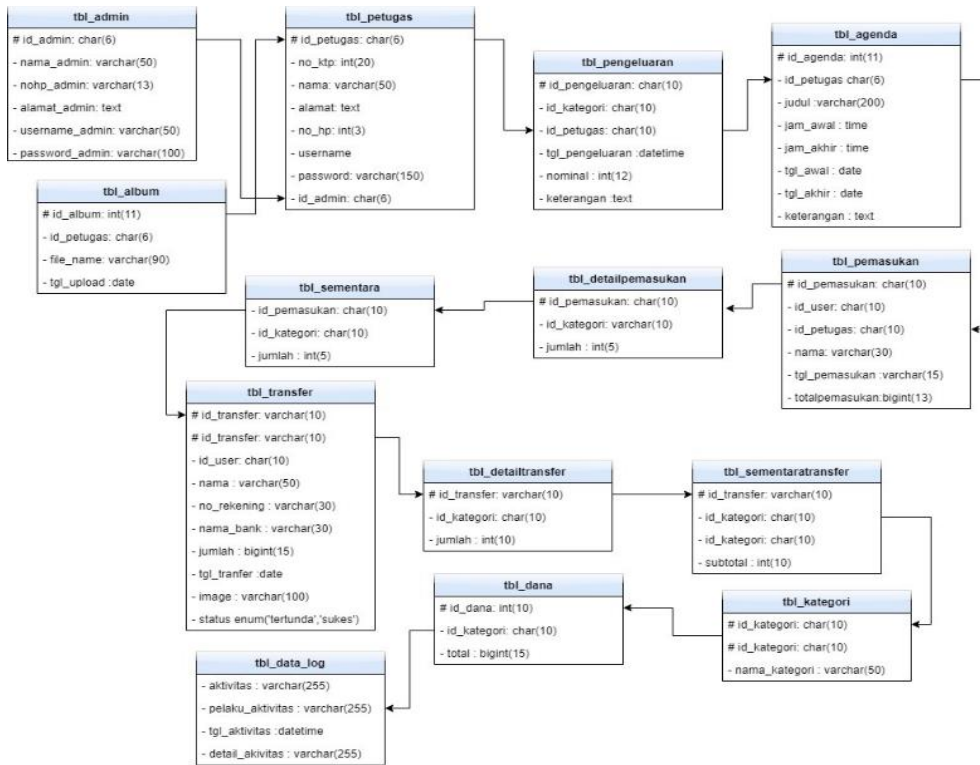 tbl_admin
# id_admin: char(6)
- nama_admin: varchar(50)
- nohp_admin: varchar(13)
- alamat_admin: text
- username_admin: varchar(50)
- password_admin: varchar(100)
tbl_petugas
# id_petugas: char(6)
- no_ktp: int(20)
- nama: varchar(50)
- alamat: text
- no_hp: int(3)
- username
- password: varchar(150)
- id_admin: char(6)
tbl_pengeluaran
# id_pengeluaran: char(10)
- id_kategori: char(10)
- id_petugas: char(10)
- tgl_pengeluaran :datetime
- nominal : int(12)
- keterangan :text
tbl_agenda
# id_agenda: int(11)
- id_petugas char(6)
- judul :varchar(200)
- jam_awal : time
- jam_akhir : time
- tgl_awal : date
- tgl_akhir : date
- keterangan : text
tbl_album
# id_album: int(11)
- id_petugas: char(6)
- file_name: varchar(90)
- tgl_upload :date
tbl_sementara
- id_pemasukan: char(10)
- id_kategori: char(10)
- jumlah : int(5)
tbl_detailpemasukan
# id_pemasukan: char(10)
- id_kategori: varchar(10)
- jumlah : int(5)
tbl_pemasukan
# id_pemasukan: char(10)
- id_user: char(10)
- id_petugas: char(10)
- nama: varchar(30)
- tgl_pemasukan :varchar(15)
- totalpemasukan:bigint(13)
tbl_transfer
# id_transfer: varchar(10)
# id_transfer: varchar(10)
- id_user: char(10)
- nama : varchar(50)
- no_rekening : varchar(30)
- nama_bank : varchar(30)
- jumlah : bigint(15)
- tgl_tranfer :date
- image : varchar(100)
- status enum('tertunda','sukes')
tbl_detailtransfer
# id_transfer: varchar(10)
- id_kategori: char(10)
- jumlah : int(10)
tbl_sementaratransfer
# id_transfer: varchar(10)
- id_kategori: char(10)
- id_kategori: char(10)
- subtotal : int(10)
tbl_dana
# id_dana: int(10)
- id_kategori: char(10)
- total : bigint(15)
tbl_kategori
# id_kategori: char(10)
# id_kategori: char(10)
- nama_kategori : varchar(50)
tbl_data_log
- aktivitas : varchar(255)
- pelaku_aktivitas : varchar(255)
- tgl_aktivitas :datetime
- detail_akivitas : varchar(255)